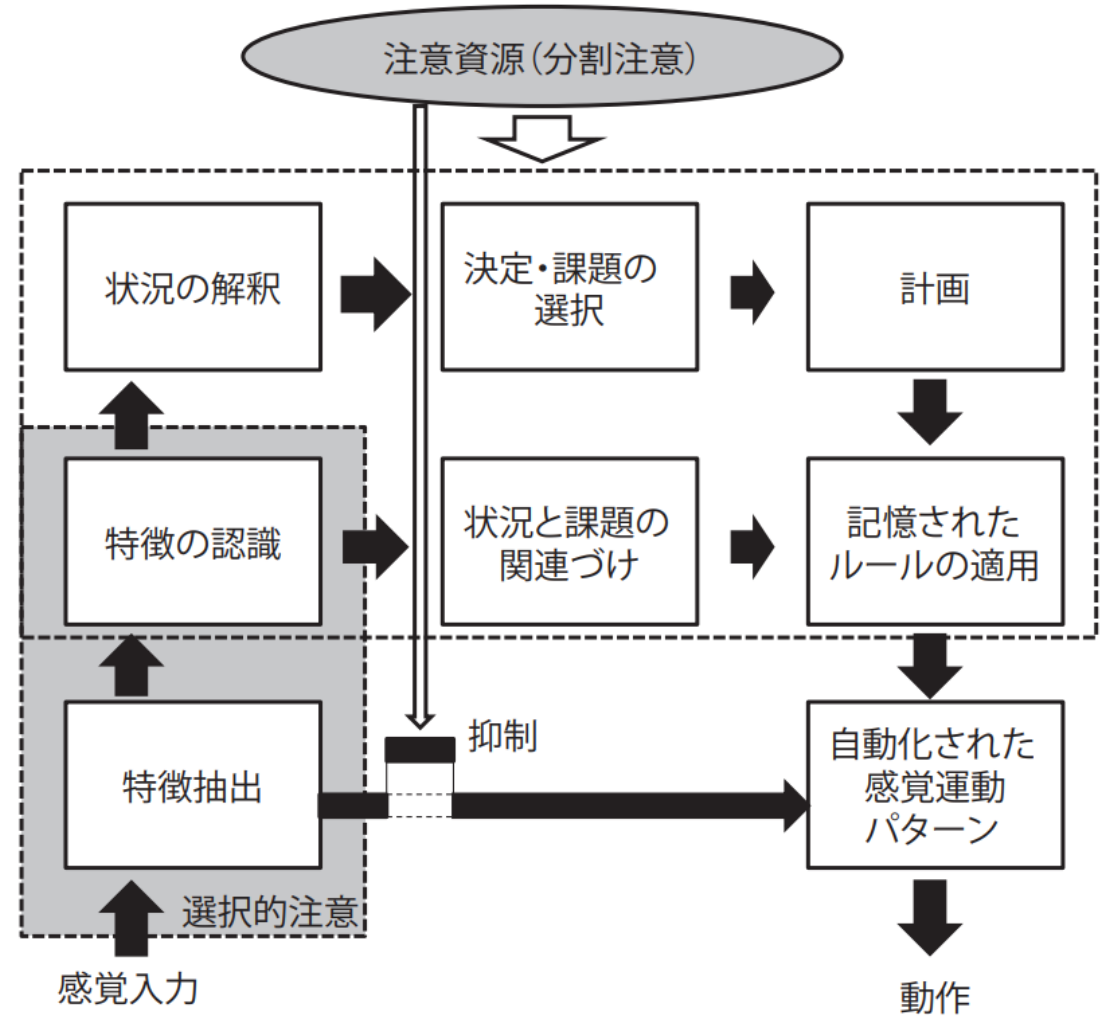 注意資源（分割注意）
状況の解釈
決定・課題の
選択
計画
特徴の認識
状況と課題の
関連づけ
記憶された
ルールの適用
特徴抽出
抑制
自動化された
感覚運動
パターン
選択的注意
感覚入力
動作